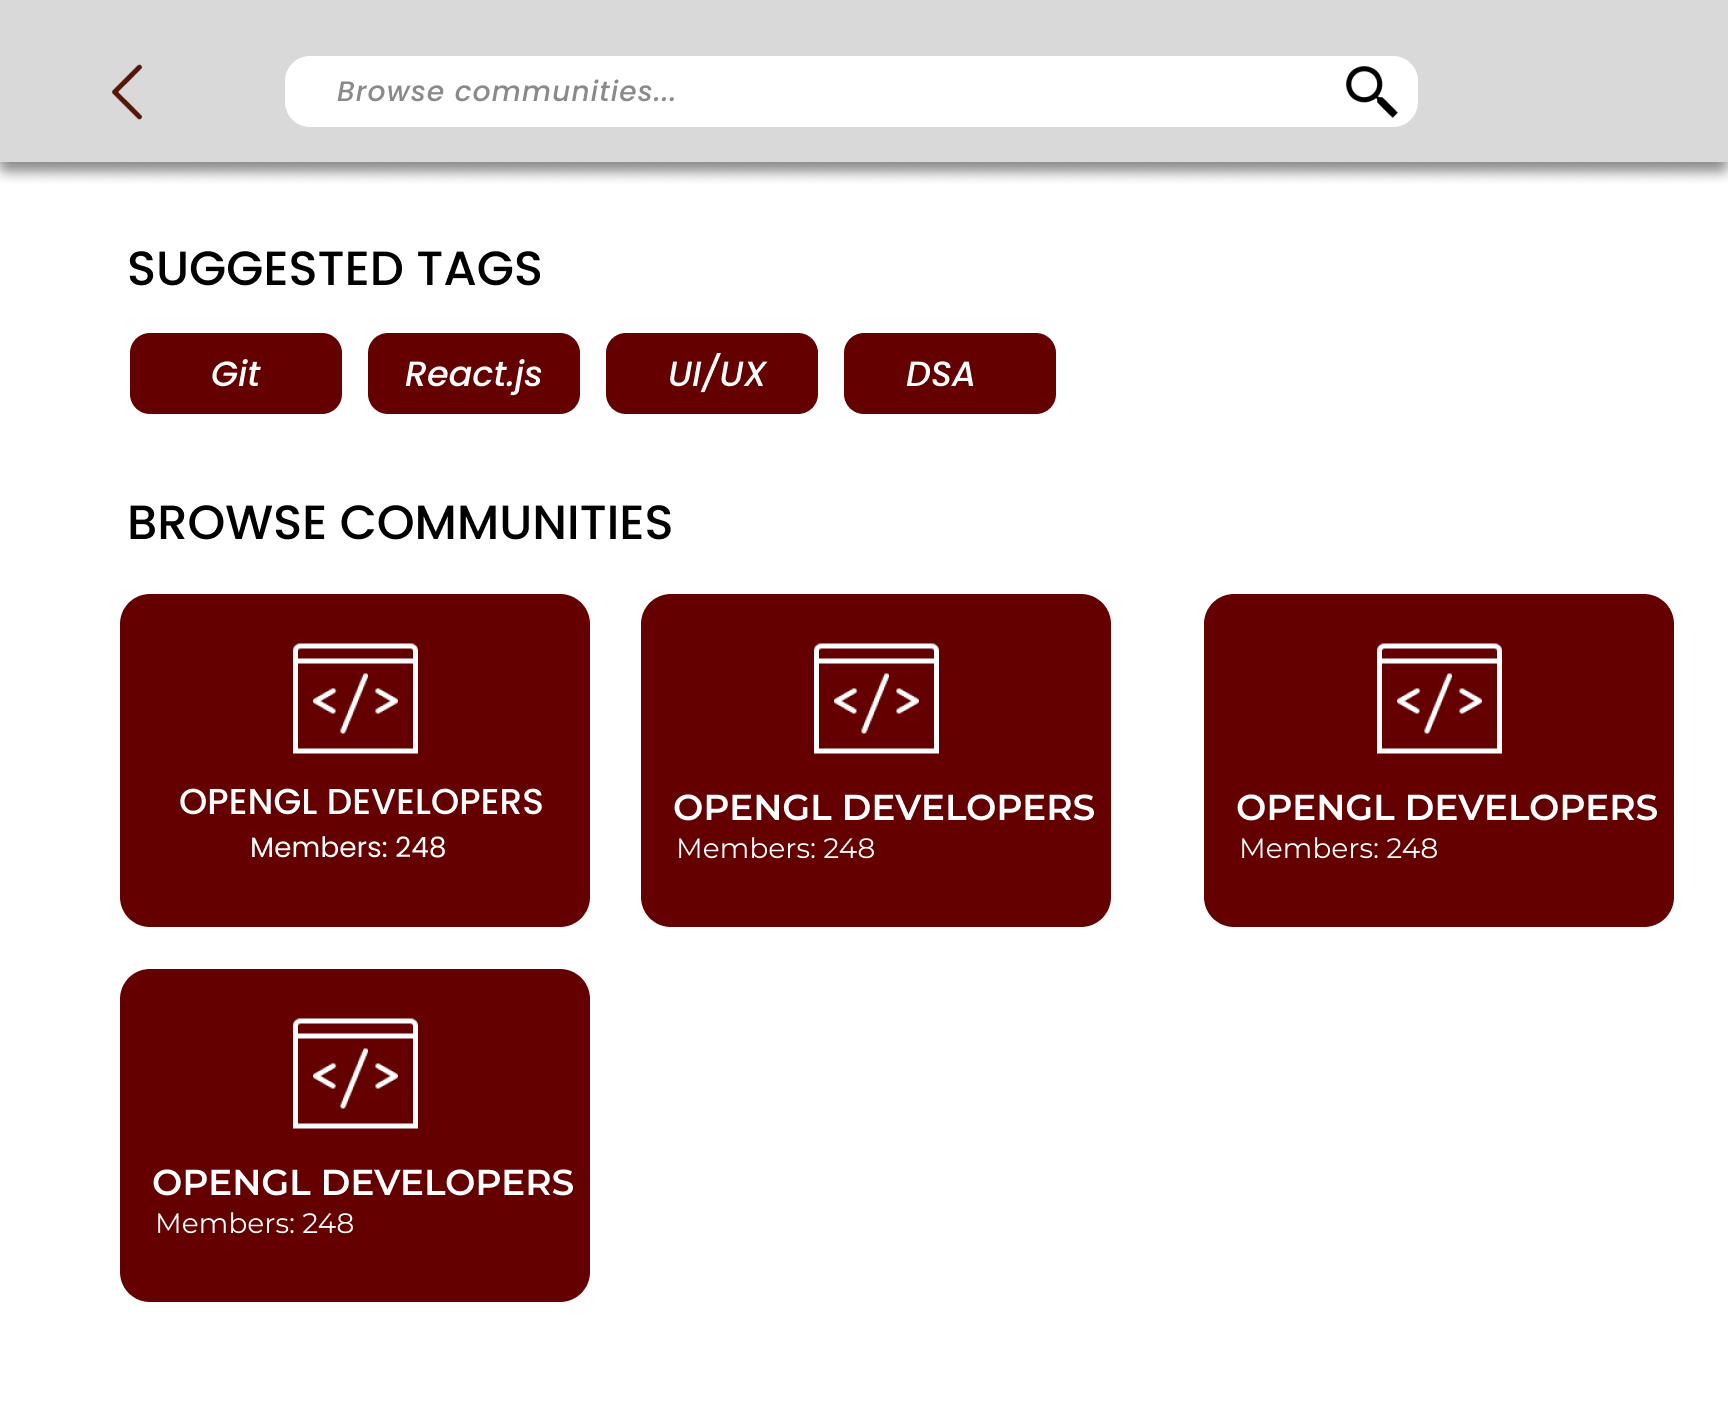 Browse communities...
SUGGESTED TAGS
Git
React.js
UI/UX
DSA
BROWSE COMMUNITIES
</>
OPENGL DEVELOPERS
Members: 248
</>
OPENGL DEVELOPERS
Members: 248
</>
OPENGL DEVELOPERS
Members: 248
</>
OPENGL DEVELOPERS
Members: 248